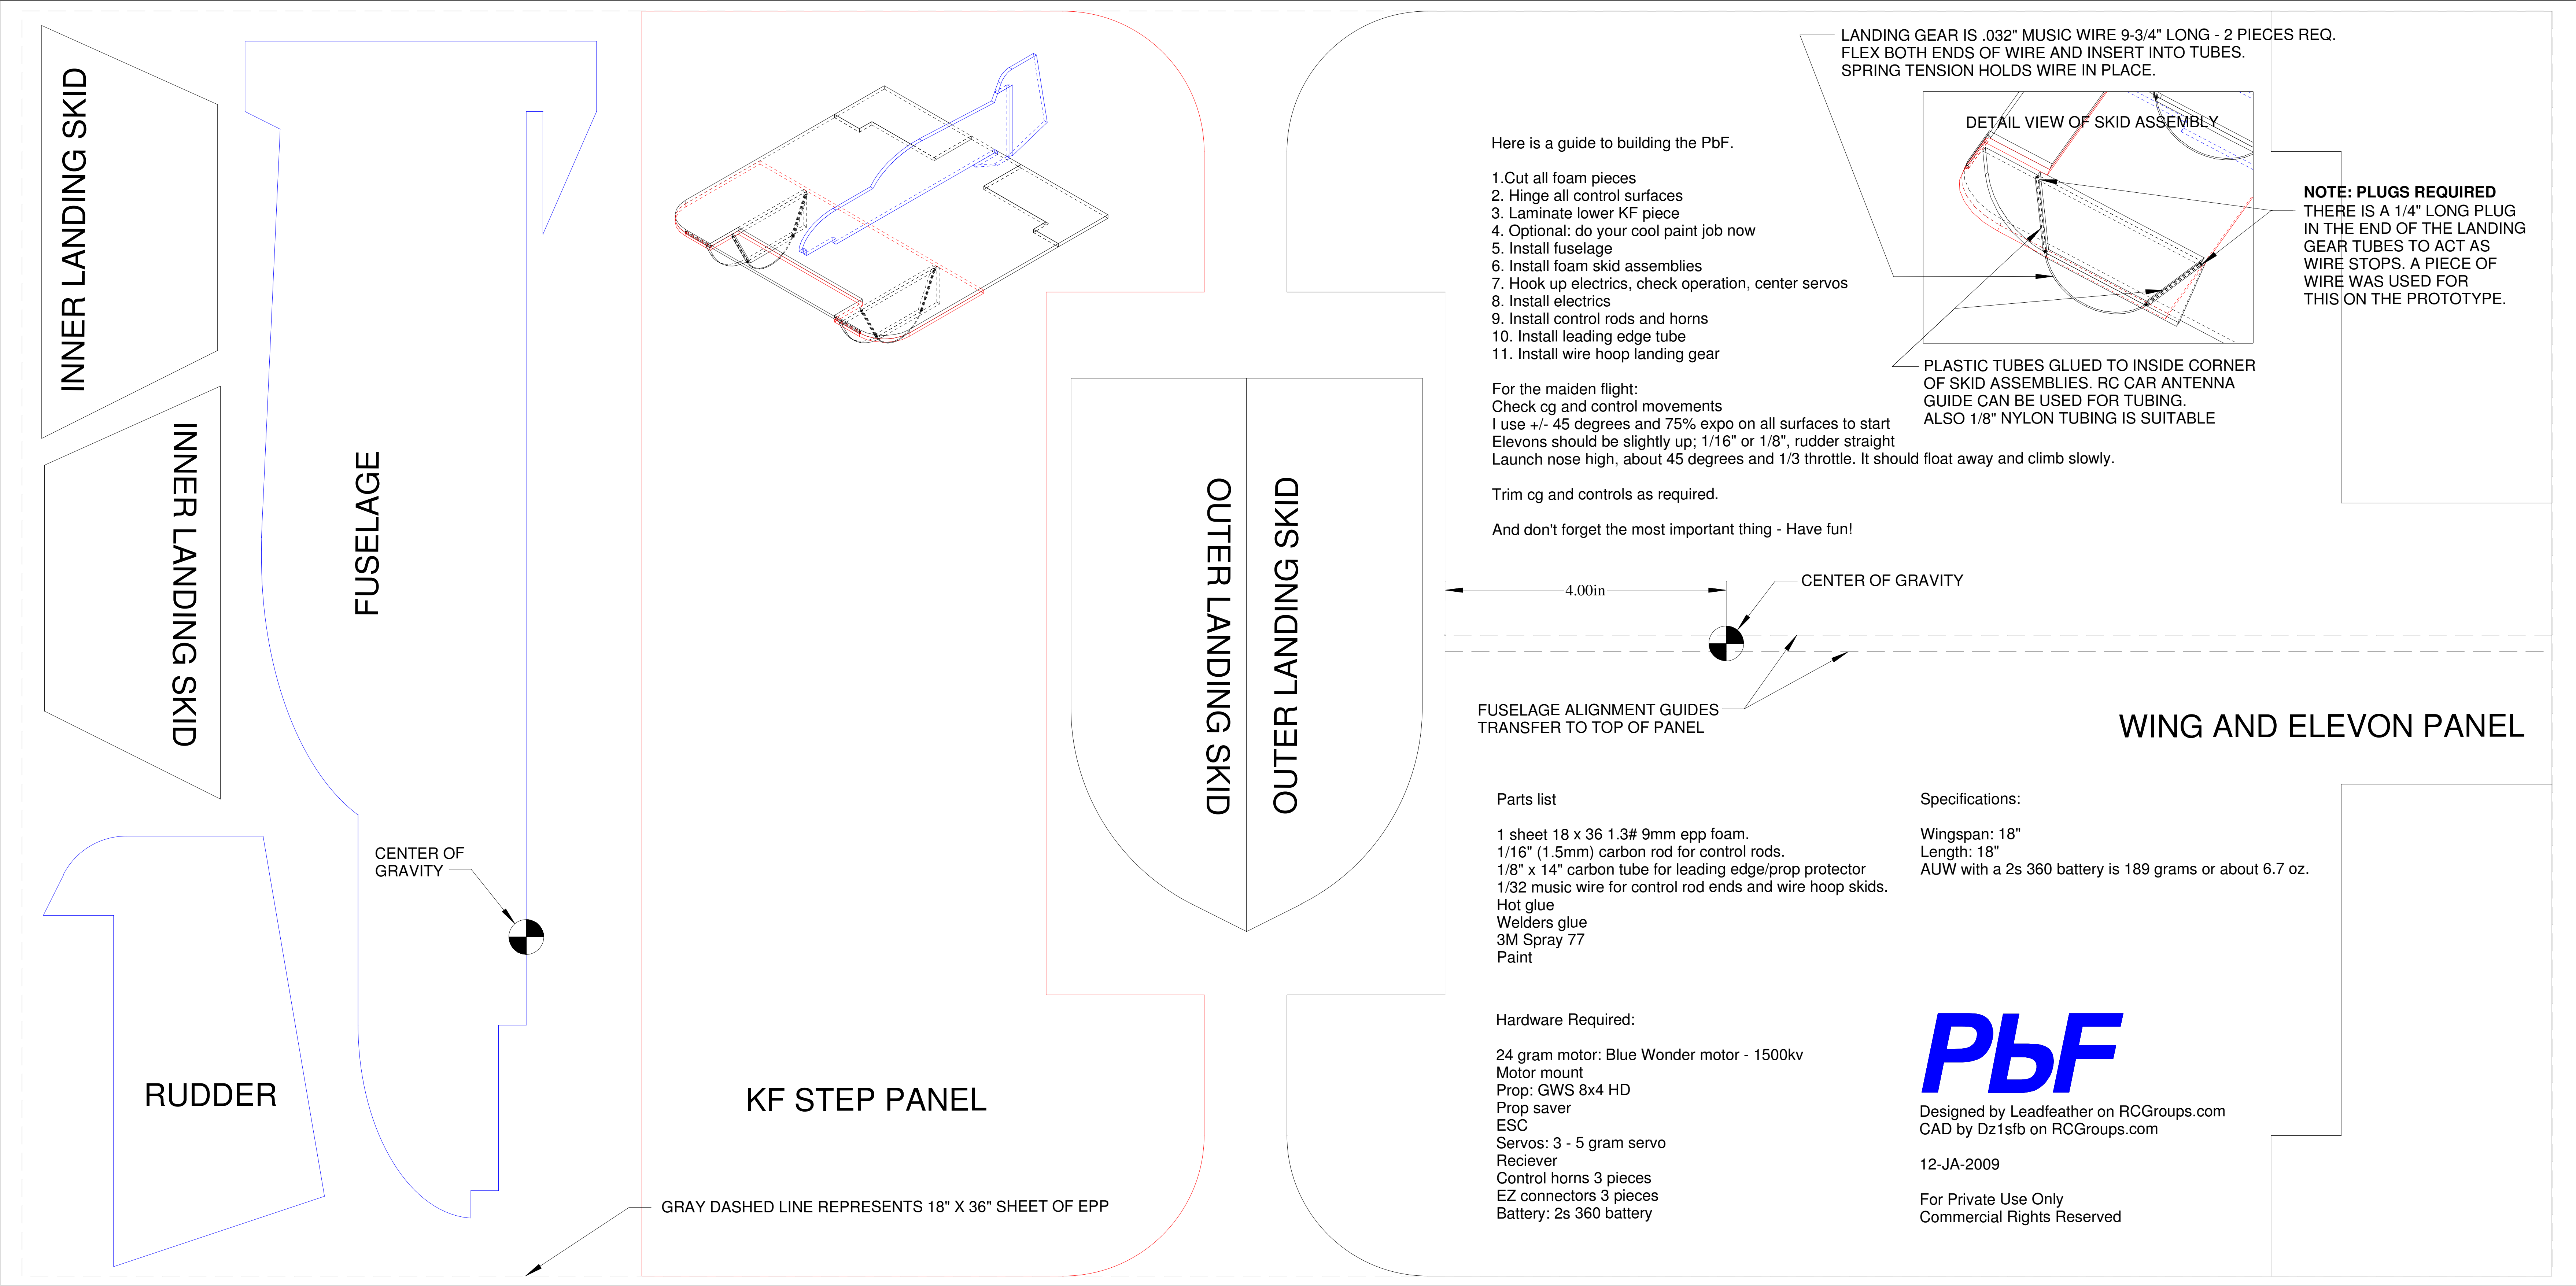 INNER LANDING SKID
INNER LANDING SKID
FUSELAGE
CENTER OF
GRAVITY
RUDDER
KF STEP PANEL
GRAY DASHED LINE REPRESENTS 18" X 36" SHEET OF EPP
OUTER LANDING SKID
OUTER LANDING SKID
LANDING GEAR IS .032" MUSIC WIRE 9-3/4" LONG - 2 PIECES REQ.
FLEX BOTH ENDS OF WIRE AND INSERT INTO TUBES.
SPRING TENSION HOLDS WIRE IN PLACE.
DETAIL VIEW OF SKID ASSEMBLY
NOTE: PLUGS REQUIRED
THERE IS A 1/4" LONG PLUG
IN THE END OF THE LANDING
GEAR TUBES TO ACT AS
WIRE STOPS. A PIECE OF
WIRE WAS USED FOR
THIS ON THE PROTOTYPE.
PLASTIC TUBES GLUED TO INSIDE CORNER
OF SKID ASSEMBLIES. RC CAR ANTENNA
GUIDE CAN BE USED FOR TUBING.
ALSO 1/8" NYLON TUBING IS SUITABLE
Here is a guide to building the PbF.
1.Cut all foam pieces
2. Hinge all control surfaces
3. Laminate lower KF piece
4. Optional: do your cool paint job now
5. Install fuselage
6. Install foam skid assemblies
7. Hook up electrics, check operation, center servos
8. Install electrics
9. Install control rods and horns
10. Install leading edge tube
11. Install wire hoop landing gear
For the maiden flight:
Check cg and control movements
I use +/- 45 degrees and 75% expo on all surfaces to start
Elevons should be slightly up; 1/16" or 1/8", rudder straight
Launch nose high, about 45 degrees and 1/3 throttle. It should float away and climb slowly.
Trim cg and controls as required.
And don't forget the most important thing - Have fun!
4.00in
CENTER OF GRAVITY
FUSELAGE ALIGNMENT GUIDES
TRANSFER TO TOP OF PANEL
WING AND ELEVON PANEL
Parts list
1 sheet 18 x 36 1.3# 9mm epp foam.
1/16" (1.5mm) carbon rod for control rods.
1/8" x 14" carbon tube for leading edge/prop protector
1/32 music wire for control rod ends and wire hoop skids.
Hot glue
Welders glue
3M Spray 77
Paint
Specifications:
Wingspan: 18"
Length: 18"
AUW with a 2s 360 battery is 189 grams or about 6.7 oz.
Hardware Required:
24 gram motor: Blue Wonder motor - 1500kv
Motor mount
Prop: GWS 8x4 HD
Prop saver
ESC
Servos: 3 - 5 gram servo
Reciever
Control horns 3 pieces
EZ connectors 3 pieces
Battery: 2s 360 battery
PbF
Designed by Leadfeather on RCGroups.com
CAD by Dz1sfb on RCGroups.com
12-JA-2009
For Private Use Only
Commercial Rights Reserved